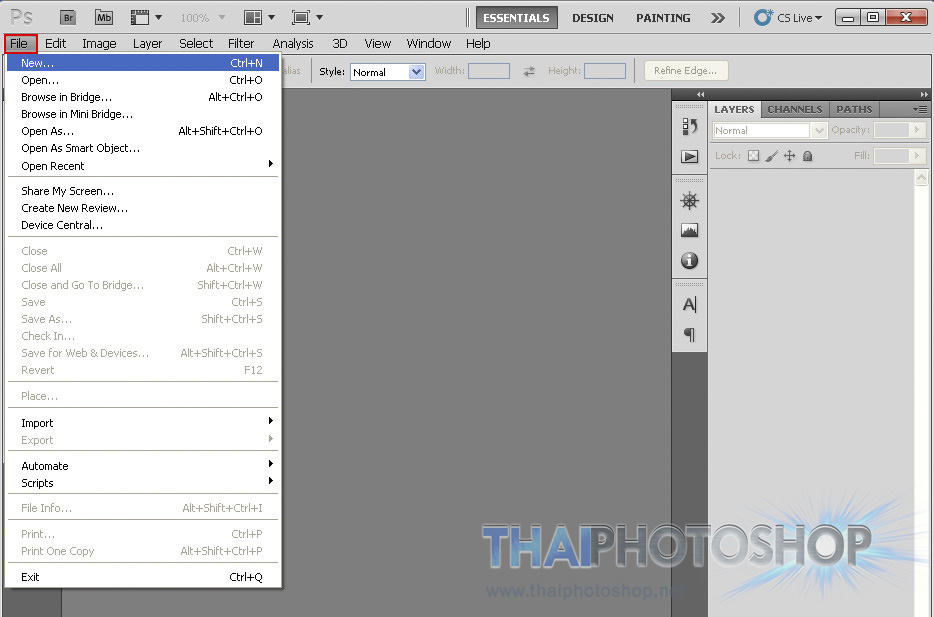 Ps Br Mb 100% ESSENTIALS DESIGN PAINTING CS Live
File Edit Image Layer Select Filter Analysis 3D View Window Help
New... Ctrl+N
alias Style: Normal Width: Height: Refine Edge...
Open... Ctrl+O
Browse in Bridge... Alt+Ctrl+O
Browse in Mini Bridge...
Open As... Alt+Shift+Ctrl+O
Open As Smart Object...
Open Recent
Share My Screen...
Create New Review...
Device Central...
Close Ctrl+W
Close All Alt+Ctrl+W
Close and Go To Bridge... Shift+Ctrl+W
Save Ctrl+S
Save As... Shift+Ctrl+S
Check In...
Save for Web & Devices... Alt+Shift+Ctrl+S
Revert F12
Place...
Import
Export
Automate
Scripts
File Info... Alt+Shift+Ctrl+I
Print... Ctrl+P
Print One Copy Alt+Shift+Ctrl+P
Exit Ctrl+Q
LAYERS CHANNELS PATHS
Normal Opacity:
Lock: Fill:
A
THAIPHOTOSHOP
www.thaiphotoshop.net